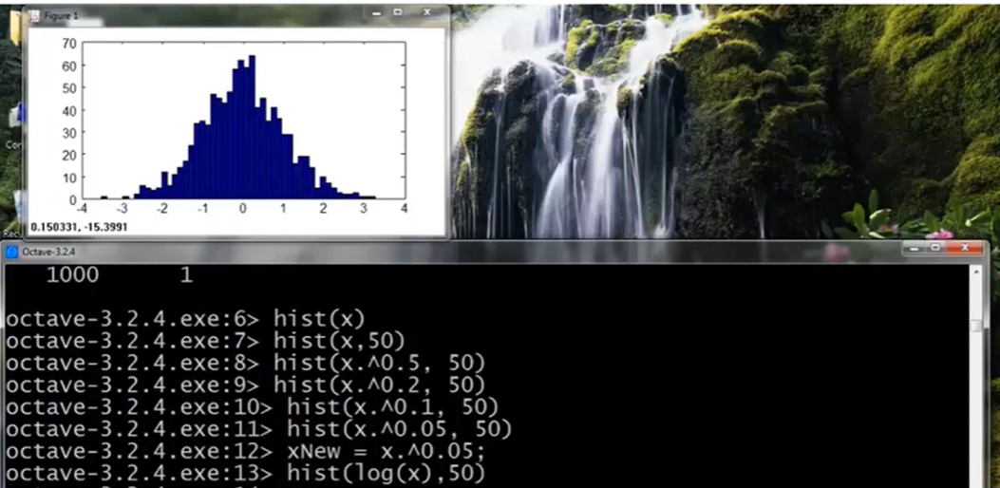 Figure 1
70
60
50
40
30
20
10
0
-4 -3 -2 -1 0 1 2 3 4
0.150331, -15.3991
Octave-3.2.4
1000 1
octave-3.2.4.exe:6> hist(x)
octave-3.2.4.exe:7> hist(x,50)
octave-3.2.4.exe:8> hist(x.^0.5, 50)
octave-3.2.4.exe:9> hist(x.^0.2, 50)
octave-3.2.4.exe:10> hist(x.^0.1, 50)
octave-3.2.4.exe:11> hist(x.^0.05, 50)
octave-3.2.4.exe:12> xNew = x.^0.05;
octave-3.2.4.exe:13> hist(log(x),50)